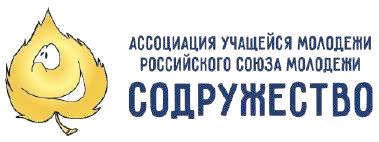 АССОЦИАЦИЯ УЧАЩЕЙСЯ МОЛОДЕЖИ
РОССИЙСКОГО СОЮЗА МОЛОДЕЖИ
СОДРУЖЕСТВО